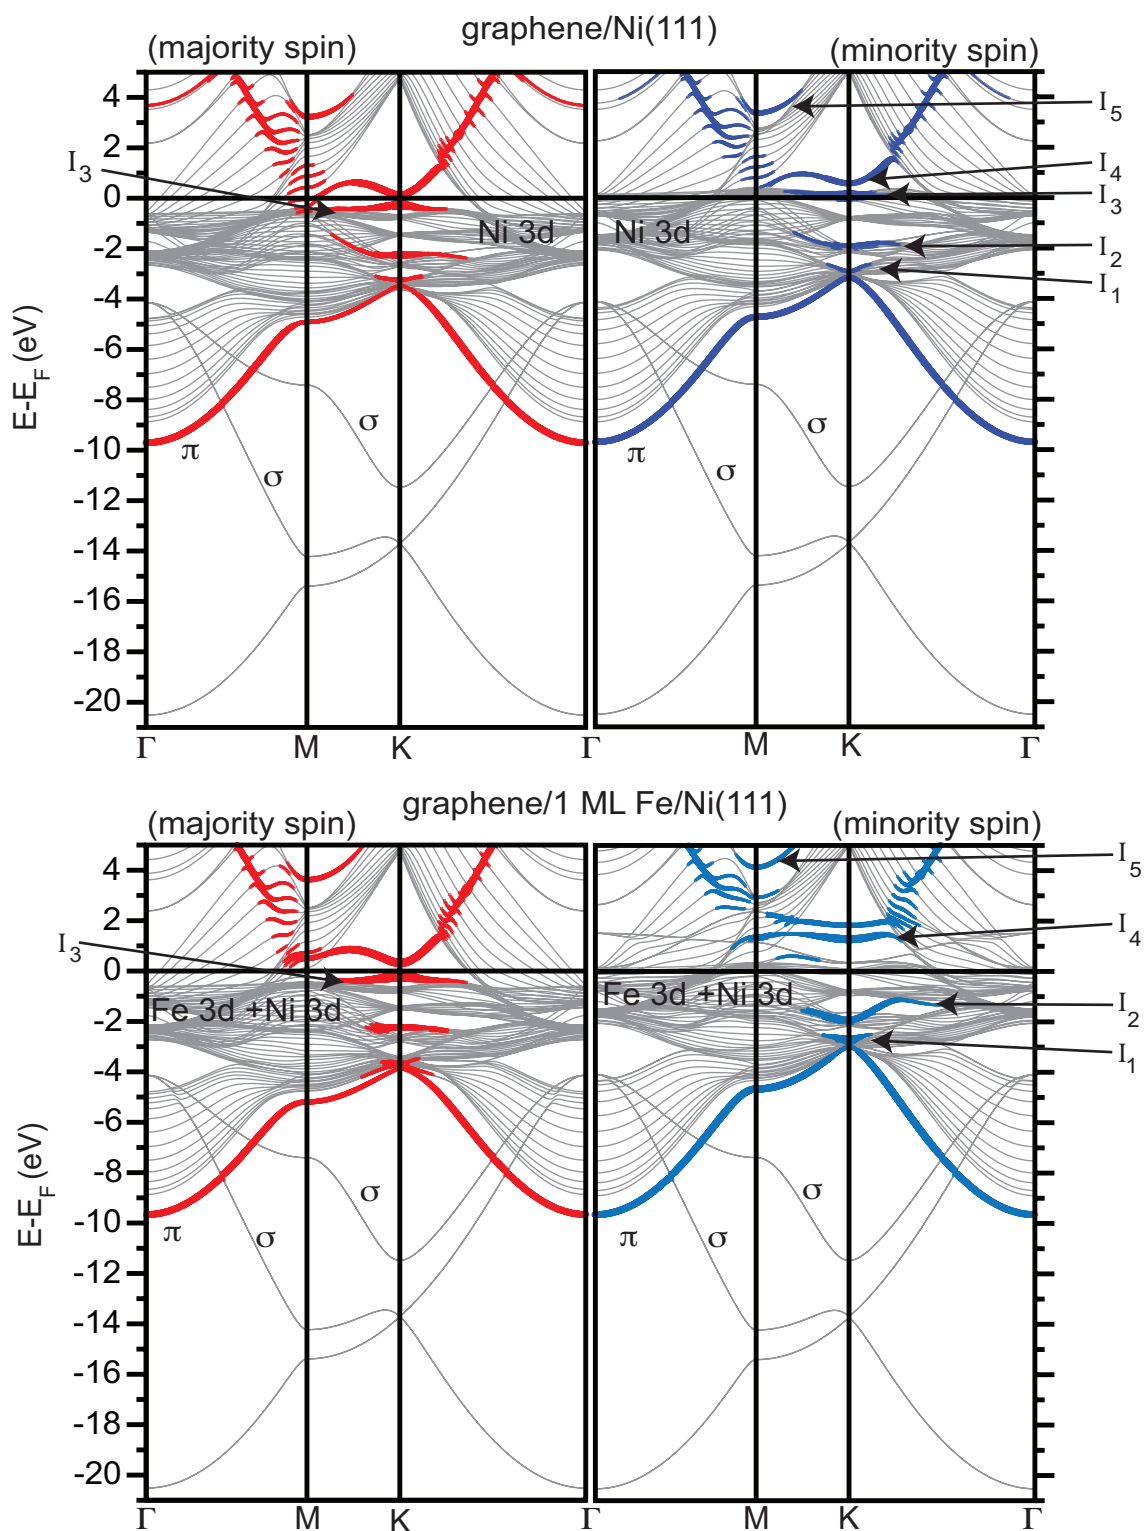 graphene/Ni(111)
(majority spin)
(minority spin)
4
2
0
-2
-4
-6
-8
-10
-12
-14
-16
-18
-20
E-E_F (eV)
I_3
Ni 3d
Ni 3d
I_5
I_4
I_3
I_2
I_1
π
σ
σ
π
σ
σ
Γ M K Γ M K Γ
graphene/1 ML Fe/Ni(111)
(majority spin)
(minority spin)
4
2
0
-2
-4
-6
-8
-10
-12
-14
-16
-18
-20
E-E_F (eV)
I_3
Fe 3d +Ni 3d
Fe 3d +Ni 3d
I_5
I_4
I_2
I_1
π
σ
σ
π
σ
σ
Γ M K Γ M K Γ